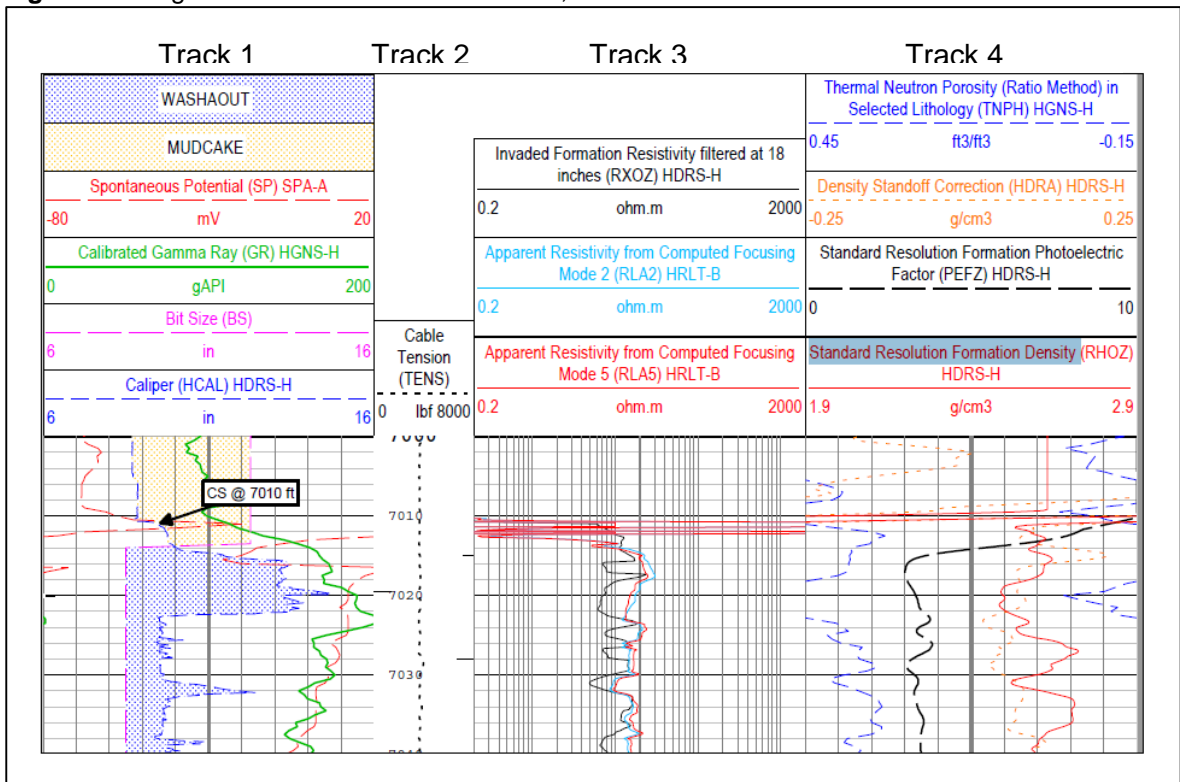 Track 1 Track 2 Track 3 Track 4
WASHAOUT
MUDCAKE
Spontaneous Potential (SP) SPA-A
-80 mV 20
Calibrated Gamma Ray (GR) HGNS-H
0 gAPI 200
Bit Size (BS)
6 in 16
Caliper (HCAL) HDRS-H
6 in 16
Cable
Tension
(TENS)
0 lbf 8000
Invaded Formation Resistivity filtered at 18
inches (RXOZ) HDRS-H
0.2 ohm.m 2000
Apparent Resistivity from Computed Focusing
Mode 2 (RLA2) HRLT-B
0.2 ohm.m 2000
Apparent Resistivity from Computed Focusing
Mode 5 (RLA5) HRLT-B
0.2 ohm.m 2000
Thermal Neutron Porosity (Ratio Method) in
Selected Lithology (TNPH) HGNS-H
0.45 ft3/ft3 -0.15
Density Standoff Correction (HDRA) HDRS-H
-0.25 g/cm3 0.25
Standard Resolution Formation Photoelectric
Factor (PEFZ) HDRS-H
0 10
Standard Resolution Formation Density (RHOZ)
HDRS-H
1.9 g/cm3 2.9
CS @ 7010 ft
7000
7010
7020
7030